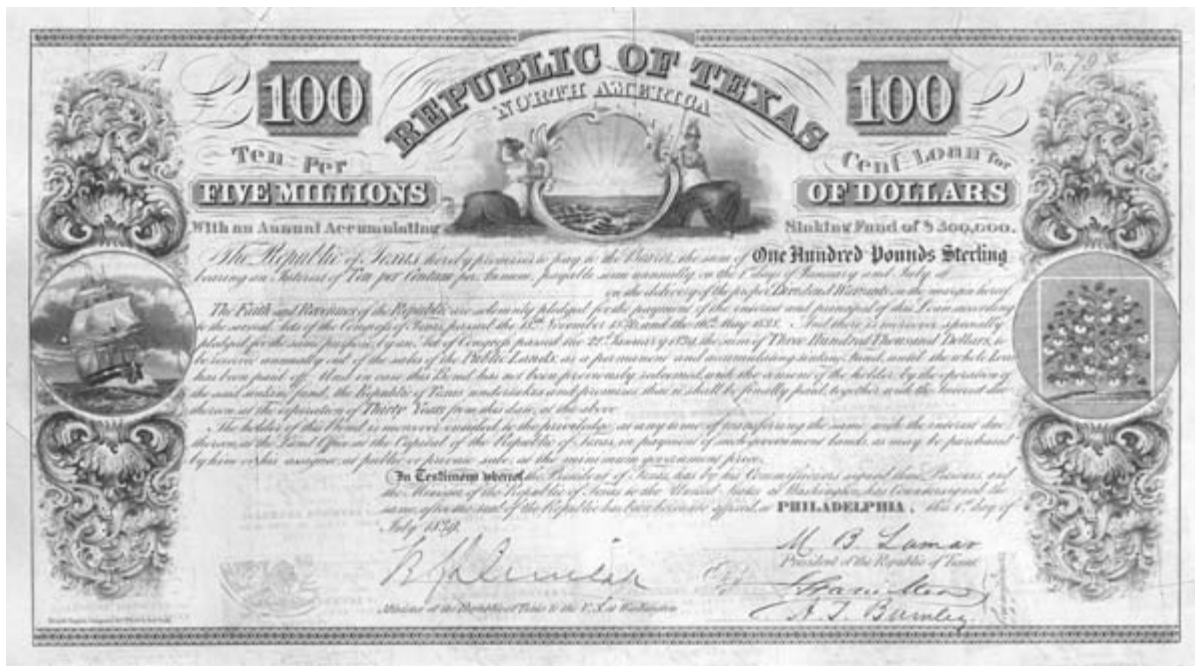 A
No. 79
£ 100
REPUBLIC OF TEXAS
100 £
NORTH AMERICA
Ten Per
Cent Loan for
FIVE MILLIONS
OF DOLLARS
With an Annual Accumulating
Sinking Fund of $300,000.
The Republic of Texas hereby promises to pay to the Bearer, the sum of One Hundred Pounds Sterling
bearing an Interest of Ten per Centum per Annum, payable semi annually on the 1st days of January and July at
on the delivery of the proper Dividend Warrants in the margin hereof
The Faith and Revenues of the Republic are solemnly pledged for the payment of the interest and principal of this Loan according
to the several Acts of the Congress of Texas, passed the 18th November 1836 and the 16th May 1838. And there is moreover specially
pledged for the same purpose, by an Act of Congress passed the 22d January 1839 the sum of Three Hundred Thousand Dollars, to
be reserved annually out of the sales of the Public Lands, as a permanent and accumulating sinking fund, until the whole Loan
has been paid off. And in case this Bond has not been previously redeemed, with the consent of the holder, by the operation of
the said sinking fund, the Republic of Texas undertakes and promises that it shall be finally paid, together with the interest due
thereon at the expiration of Thirty Years from this date, at the above
The holder of this Bond is moreover entitled to the privilege, at any time of transferring the same, with the interest due
thereon, at the Land Office in the Capital of the Republic of Texas, in payment of such government lands, as may be purchased
by him or his assignee, at public or private sale, at the minimum government price.
In Testimony whereof the President of Texas, has by his Commissioners signed these Presents, and
the Minister of the Republic of Texas to the United States at Washington, has countersigned the
same, after the seal of the Republic has been hereunto affixed, at PHILADELPHIA, this 1st day of
July 1839.
M. B. Lamar
President of the Republic of Texas
J Hamilton
A. T. Burnley
Minister of the Republic of Texas to the U.S. at Washington